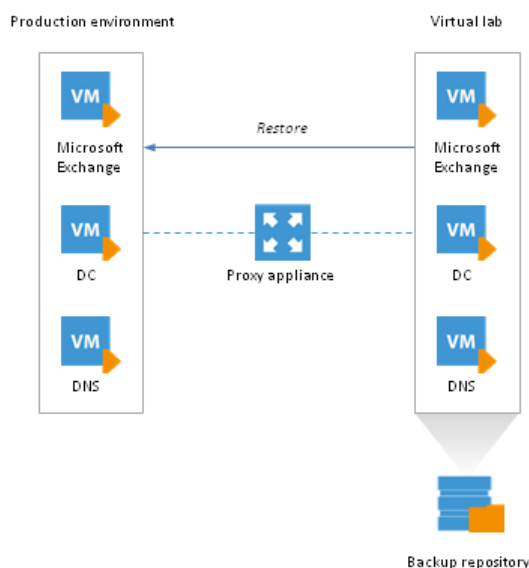 Production environment
Virtual lab
VM
Microsoft
Exchange
VM
Microsoft
Exchange
Restore
VM
DC
Proxy appliance
VM
DC
VM
DNS
VM
DNS
Backup repository